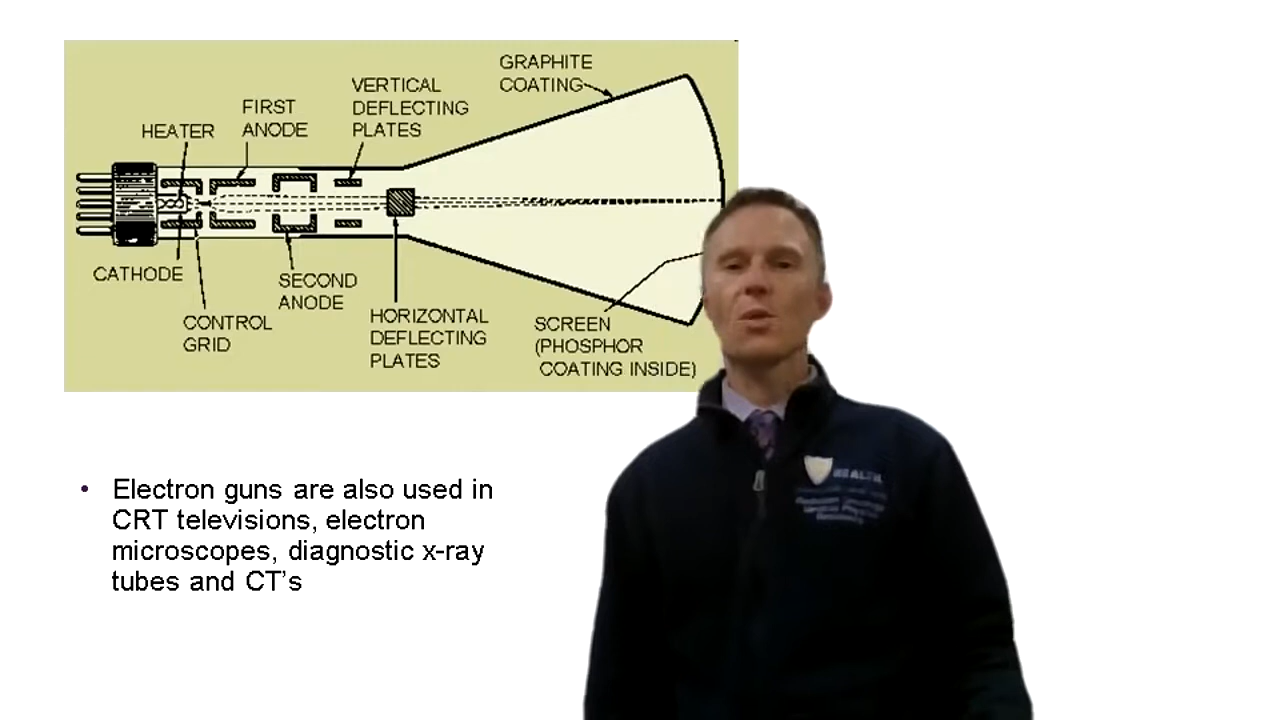 GRAPHITE
COATING
VERTICAL
DEFLECTING
PLATES
FIRST
ANODE
HEATER
CATHODE
SECOND
ANODE
CONTROL
GRID
HORIZONTAL
DEFLECTING
PLATES
SCREEN
(PHOSPHOR
COATING INSIDE)
• Electron guns are also used in
CRT televisions, electron
microscopes, diagnostic x-ray
tubes and CT’s
HEALTH